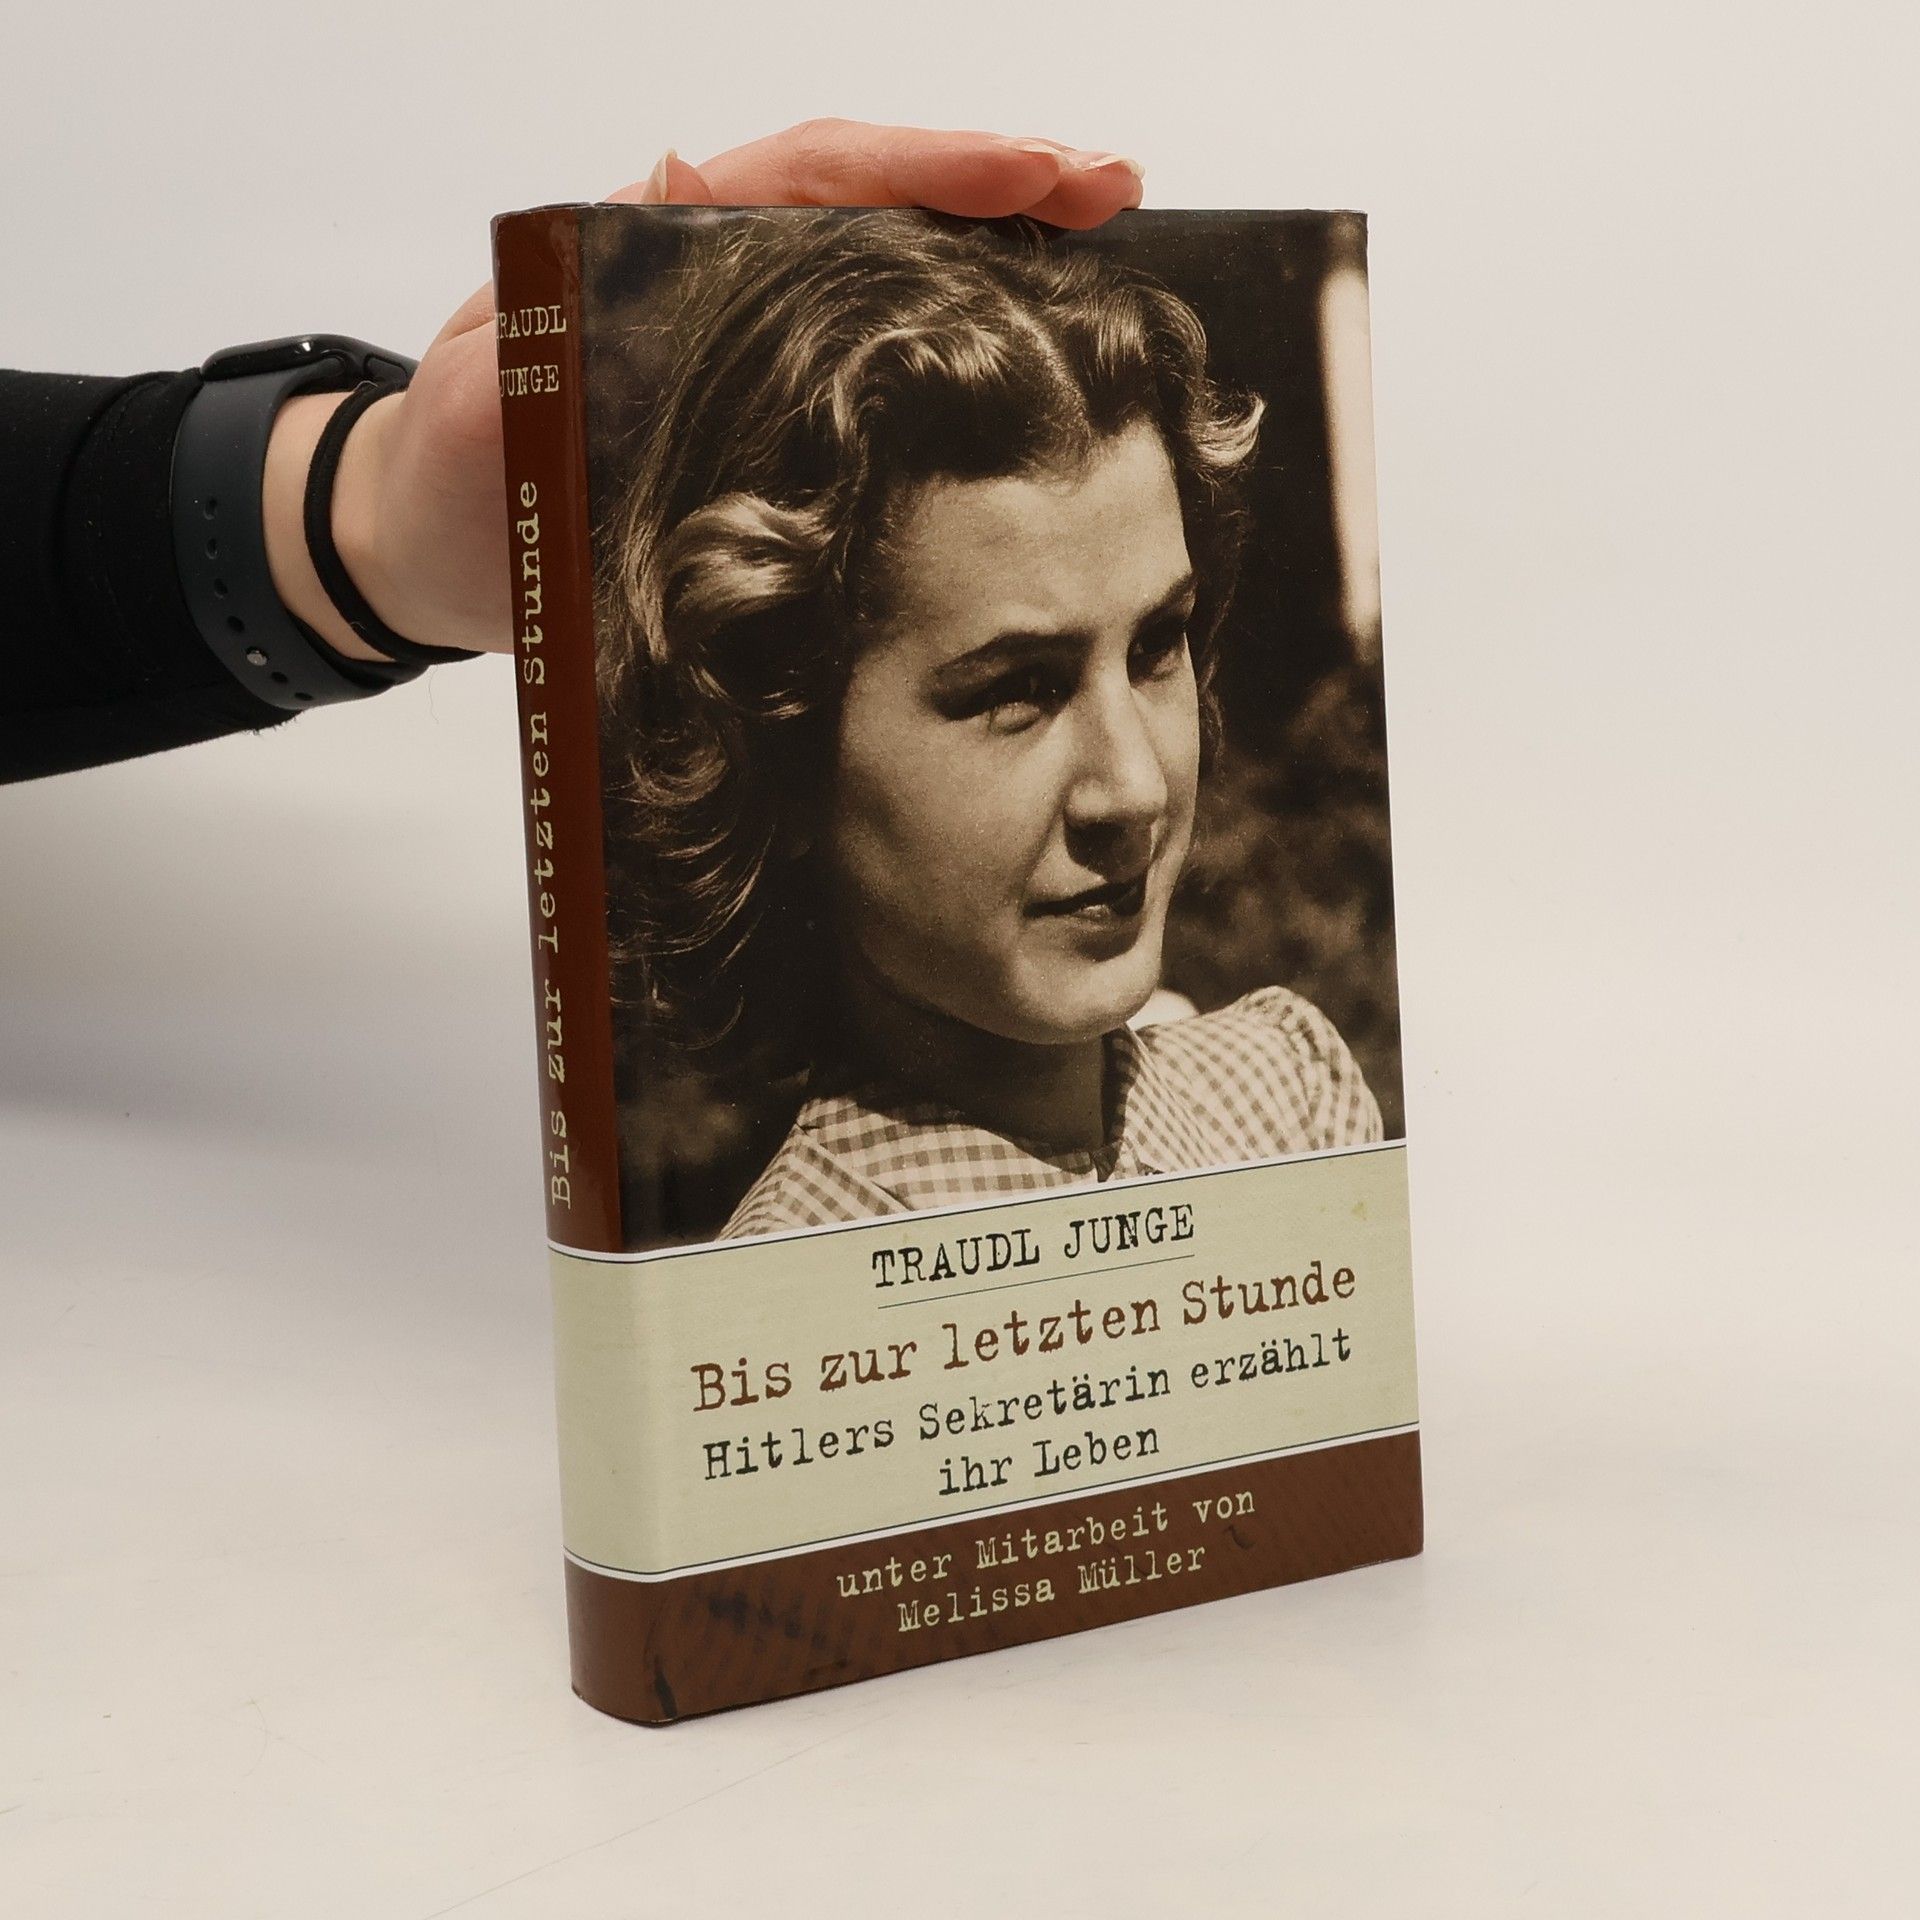 TRAUDL
JUNGE
Bis zur letzten Stunde
TRAUDL JUNGE
Bis zur letzten Stunde
Hitlers Sekretärin erzählt
ihr Leben
unter Mitarbeit von
Melissa Müller